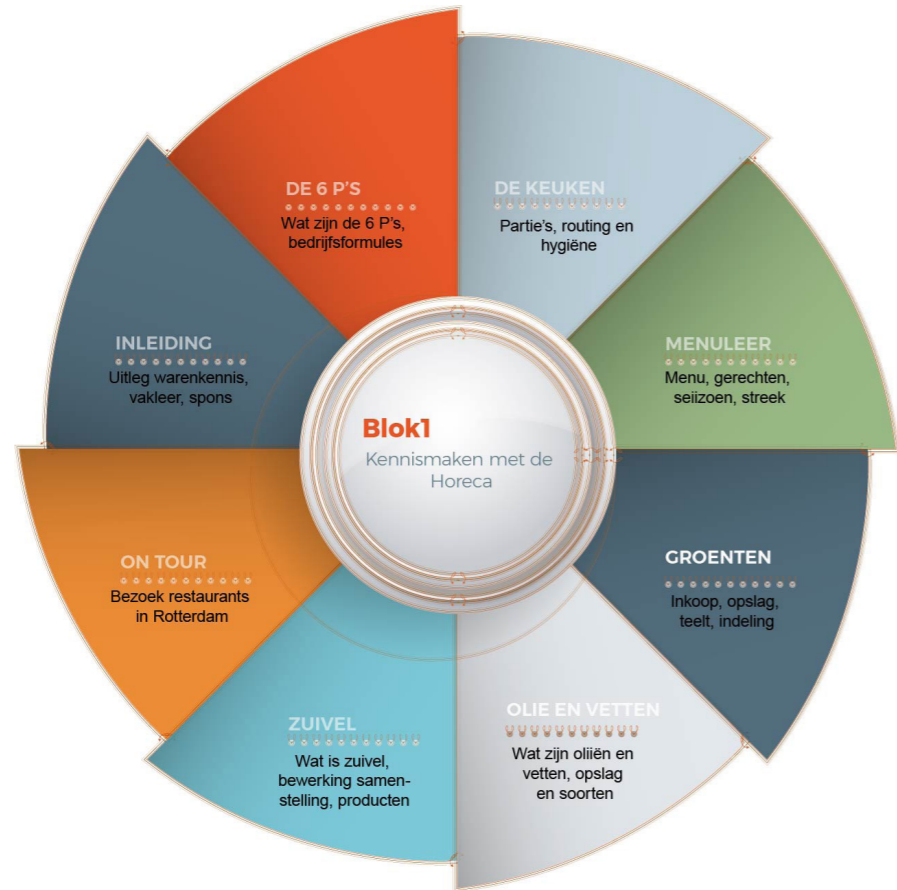 Blok1
Kennismaken met de
Horeca
INLEIDING
Uitleg warenkennis,
vakleer, spons
DE 6 P'S
Wat zijn de 6 P's,
bedrijfsformules
DE KEUKEN
Partie's, routing en
hygiëne
MENULEER
Menu, gerechten,
seiizoen, streek
GROENTEN
Inkoop, opslag,
teelt, indeling
OLIE EN VETTEN
Wat zijn oliiën en
vetten, opslag
en soorten
ZUIVEL
Wat is zuivel,
bewerking samen-
stelling, producten
ON TOUR
Bezoek restaurants
in Rotterdam